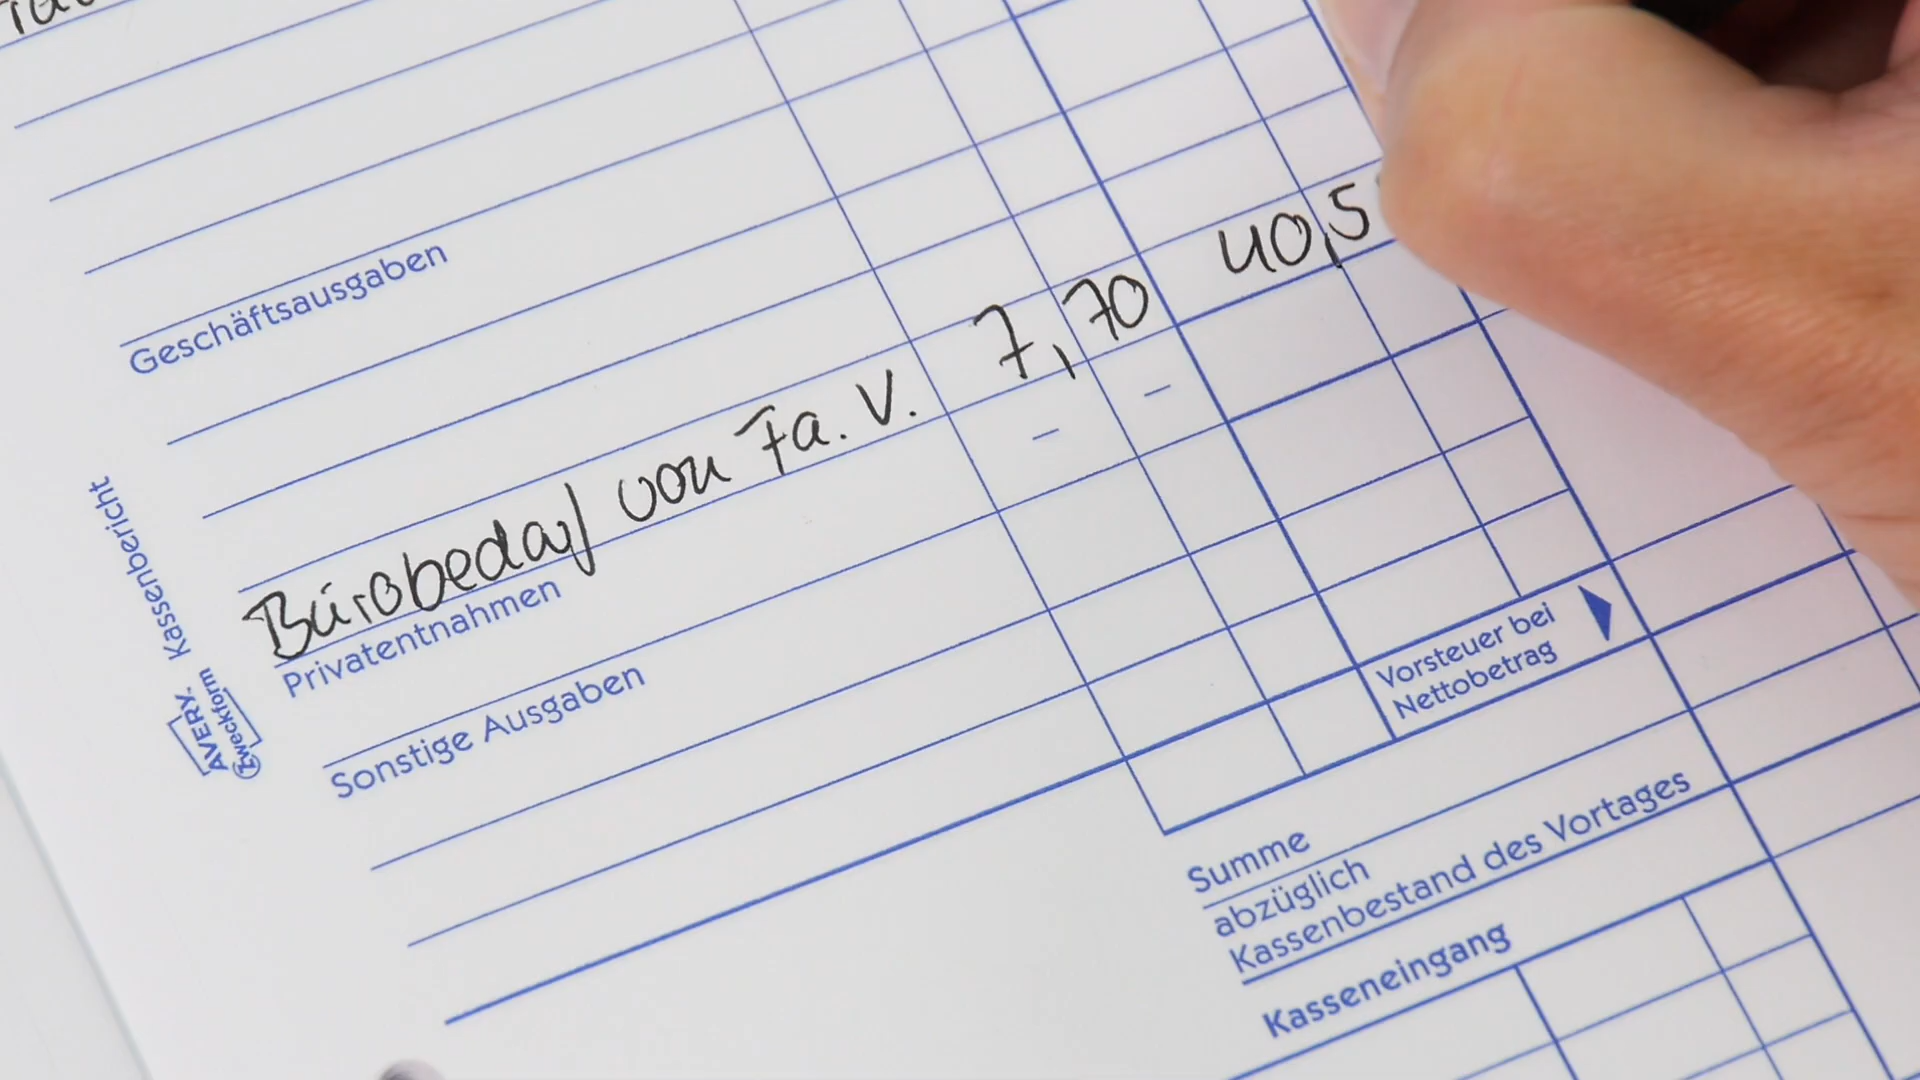 Geschäftsausgaben
Bürobedarf von Fa. V. 7,70 40,5
Privatentnahmen - -
Sonstige Ausgaben
Vorsteuer bei
Nettobetrag
Summe
abzüglich
Kassenbestand des Vortages
Kasseneingang
AVERY. Kassenbericht
Zweckform